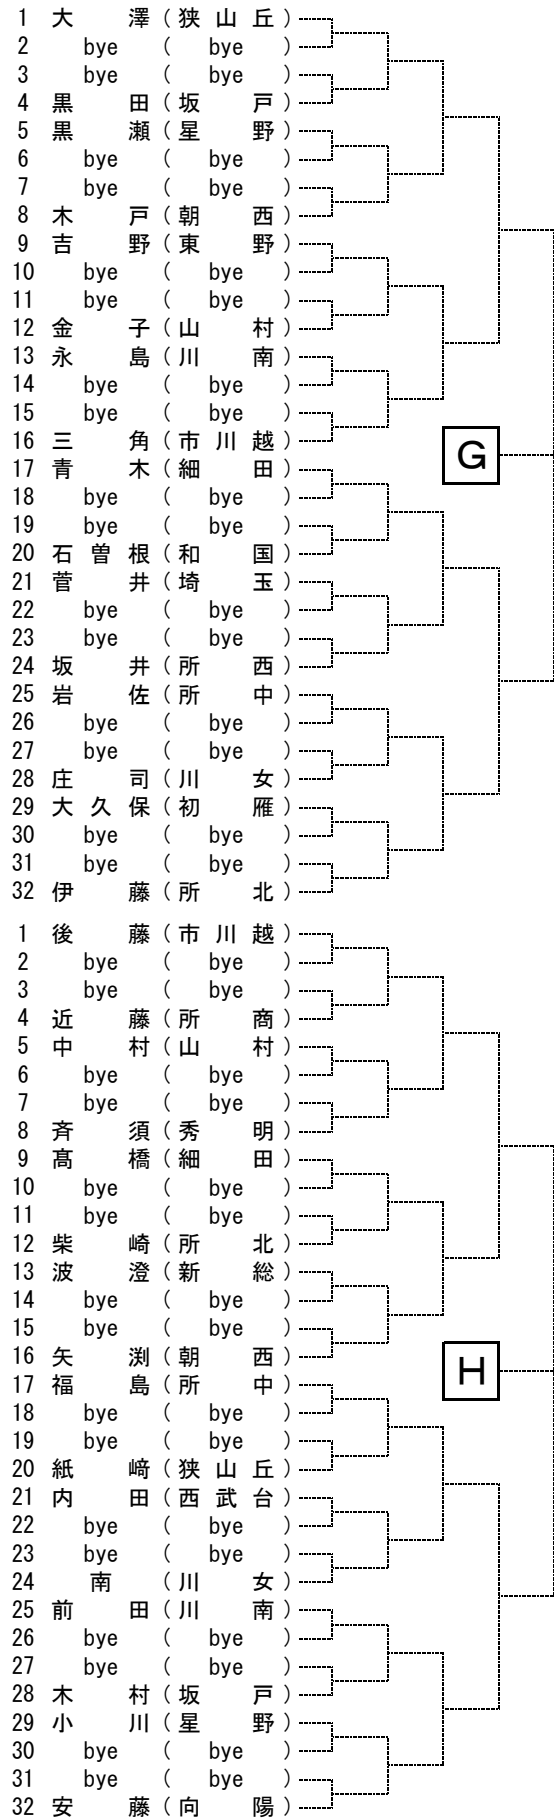 1 大澤（狭山丘）
2 bye （ bye ）
3 bye （ bye ）
4 黒田（坂戸）
5 黒瀬（星野）
6 bye （ bye ）
7 bye （ bye ）
8 木戸（朝西）
9 吉野（東野）
10 bye （ bye ）
11 bye （ bye ）
12 金子（山村）
13 永島（川南）
14 bye （ bye ）
15 bye （ bye ）
16 三角（市川越）
G
17 青木（細田）
18 bye （ bye ）
19 bye （ bye ）
20 石曽根（和国）
21 菅井（埼玉）
22 bye （ bye ）
23 bye （ bye ）
24 坂井（所西）
25 岩佐（所中）
26 bye （ bye ）
27 bye （ bye ）
28 庄司（川女）
29 大久保（初雁）
30 bye （ bye ）
31 bye （ bye ）
32 伊藤（所北）
1 後藤（市川越）
2 bye （ bye ）
3 bye （ bye ）
4 近藤（所商）
5 中村（山村）
6 bye （ bye ）
7 bye （ bye ）
8 斉須（秀明）
9 髙橋（細田）
10 bye （ bye ）
11 bye （ bye ）
12 柴崎（所北）
13 波澄（新総）
14 bye （ bye ）
15 bye （ bye ）
16 矢渕（朝西）
H
17 福島（所中）
18 bye （ bye ）
19 bye （ bye ）
20 紙﨑（狭山丘）
21 内田（西武台）
22 bye （ bye ）
23 bye （ bye ）
24 南（川女）
25 前田（川南）
26 bye （ bye ）
27 bye （ bye ）
28 木村（坂戸）
29 小川（星野）
30 bye （ bye ）
31 bye （ bye ）
32 安藤（向陽）